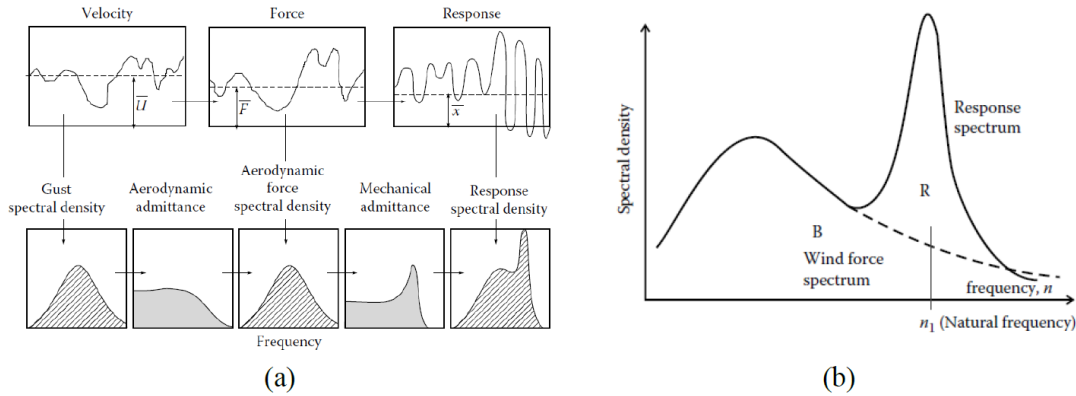 Velocity
Force
Response
U
F
x
Gust
spectral density
Aerodynamic
admittance
Aerodynamic
force
spectral density
Mechanical
admittance
Response
spectral density
Frequency
(a)
Spectral density
Response
spectrum
R
B
Wind force
spectrum
frequency, n
n₁ (Natural frequency)
(b)